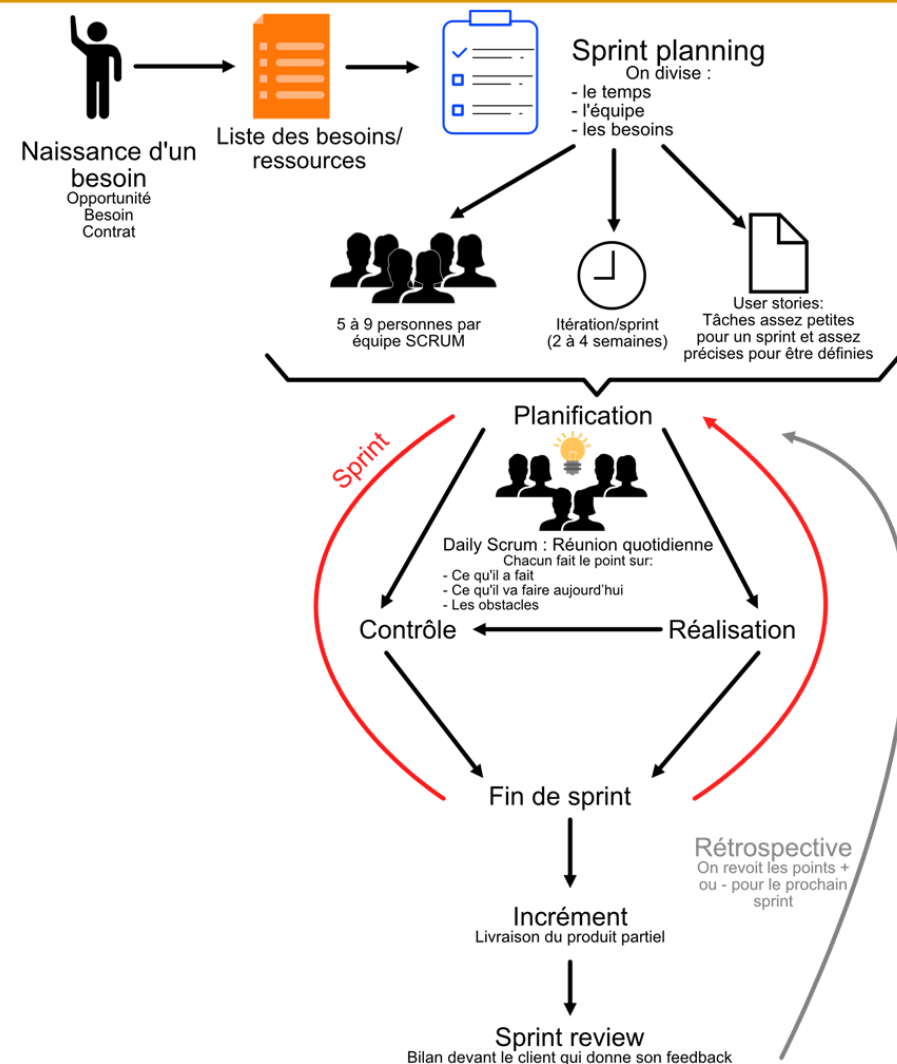 Naissance d'un
besoin
Opportunité
Besoin
Contrat
Liste des besoins/
ressources
Sprint planning
On divise :
- le temps
- l'équipe
- les besoins
5 à 9 personnes par
équipe SCRUM
Itération/sprint
(2 à 4 semaines)
User stories:
Tâches assez petites
pour un sprint et assez
précises pour être définies
Planification
Sprint
Daily Scrum : Réunion quotidienne
Chacun fait le point sur:
- Ce qu'il a fait
- Ce qu'il va faire aujourd'hui
- Les obstacles
Contrôle
Réalisation
Fin de sprint
Rétrospective
On revoit les points +
ou - pour le prochain
sprint
Incrément
Livraison du produit partiel
Sprint review
Bilan devant le client qui donne son feedback